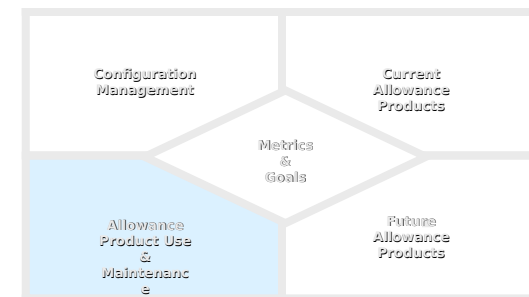 Configuration
Management
Current
Allowance
Products
Metrics
&
Goals
Allowance
Product Use
&
Maintenanc
e
Future
Allowance
Products